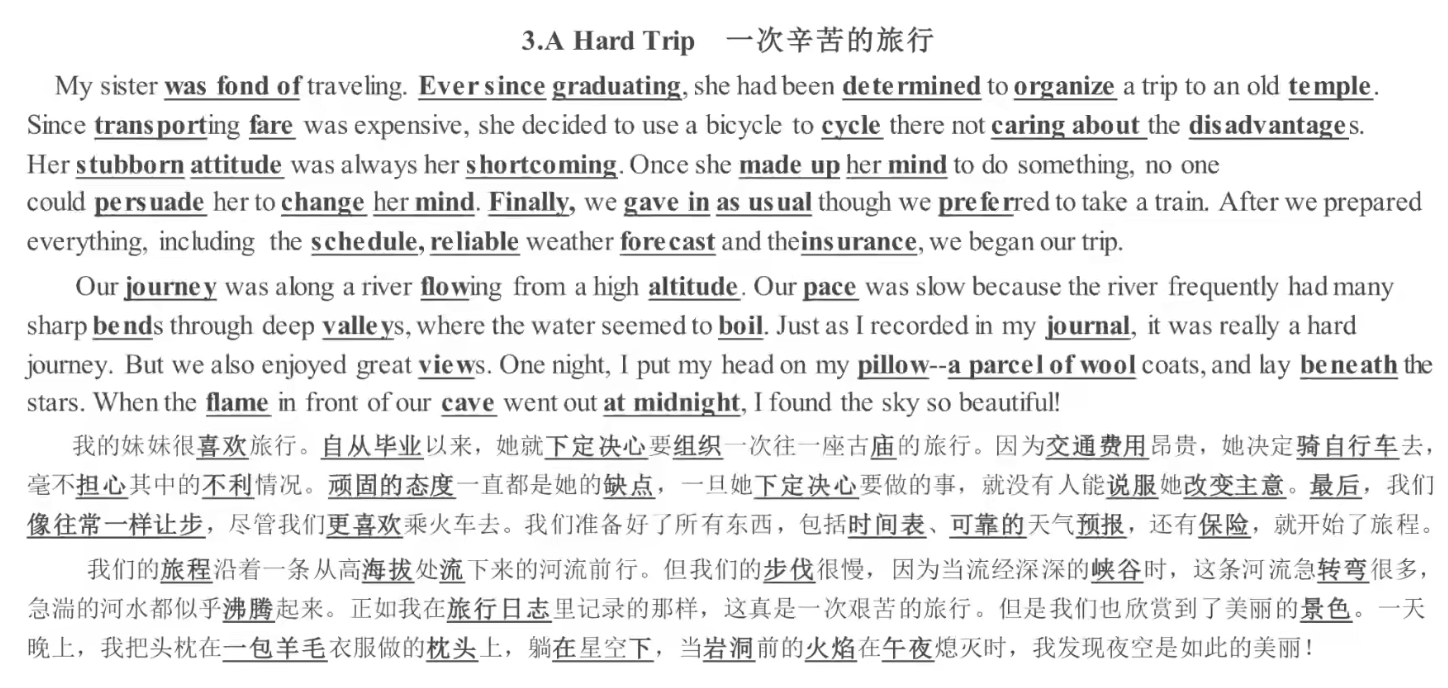 3.A Hard Trip 一次辛苦的旅行
My sister was fond of traveling. Ever since graduating, she had been determined to organize a trip to an old temple.
Since transporting fare was expensive, she decided to use a bicycle to cycle there not caring about the disadvantages.
Her stubborn attitude was always her shortcoming. Once she made up her mind to do something, no one
could persuade her to change her mind. Finally, we gave in as usual though we preferred to take a train. After we prepared
everything, including the schedule, reliable weather forecast and theinsurance, we began our trip.
Our journey was along a river flowing from a high altitude. Our pace was slow because the river frequently had many
sharp bends through deep valleys, where the water seemed to boil. Just as I recorded in my journal, it was really a hard
journey. But we also enjoyed great views. One night, I put my head on my pillow--a parcel of wool coats, and lay beneath the
stars. When the flame in front of our cave went out at midnight, I found the sky so beautiful!
我的妹妹很喜欢旅行。自从毕业以来，她就下定决心要组织一次往一座古庙的旅行。因为交通费用昂贵，她决定骑自行车去，
毫不担心其中的不利情况。顽固的态度一直都是她的缺点，一旦她下定决心要做的事，就没有人能说服她改变主意。最后，我们
像往常一样让步，尽管我们更喜欢乘火车去。我们准备好了所有东西，包括时间表、可靠的天气预报，还有保险，就开始了旅程。
我们的旅程沿着一条从高海拔处流下来的河流前行。但我们的步伐很慢，因为当流经深深的峡谷时，这条河流急转弯很多，
急湍的河水都似乎沸腾起来。正如我在旅行日志里记录的那样，这真是一次艰苦的旅行。但是我们也欣赏到了美丽的景色。一天
晚上，我把头枕在一包羊毛衣服做的枕头上，躺在星空下，当岩洞前的火焰在午夜熄灭时，我发现夜空是如此的美丽！